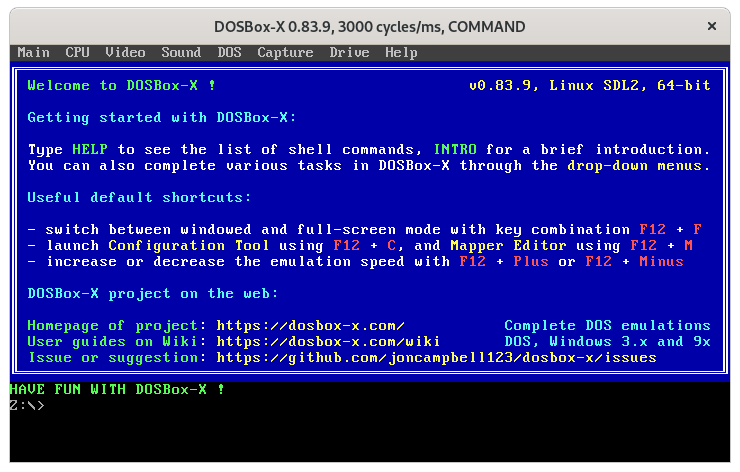 DOSBox-X 0.83.9, 3000 cycles/ms, COMMAND ×
Main CPU Video Sound DOS Capture Drive Help
Welcome to DOSBox-X ! v0.83.9, Linux SDL2, 64-bit
Getting started with DOSBox-X:
Type HELP to see the list of shell commands, INTRO for a brief introduction.
You can also complete various tasks in DOSBox-X through the drop-down menus.
Useful default shortcuts:
- switch between windowed and full-screen mode with key combination F12 + F
- launch Configuration Tool using F12 + C, and Mapper Editor using F12 + M
- increase or decrease the emulation speed with F12 + Plus or F12 + Minus
DOSBox-X project on the web:
Homepage of project: https://dosbox-x.com/ Complete DOS emulations
User guides on Wiki: https://dosbox-x.com/wiki DOS, Windows 3.x and 9x
Issue or suggestion: https://github.com/joncampbell123/dosbox-x/issues
HAVE FUN WITH DOSBox-X !
Z:\>